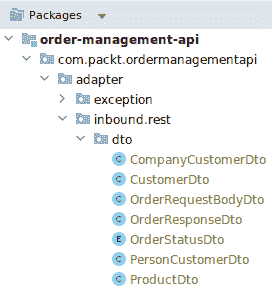 Packages
order-management-api
com.packt.ordermanagementapi
adapter
exception
inbound.rest
dto
C CompanyCustomerDto
C CustomerDto
C OrderRequestBodyDto
C OrderResponseDto
E OrderStatusDto
C PersonCustomerDto
C ProductDto